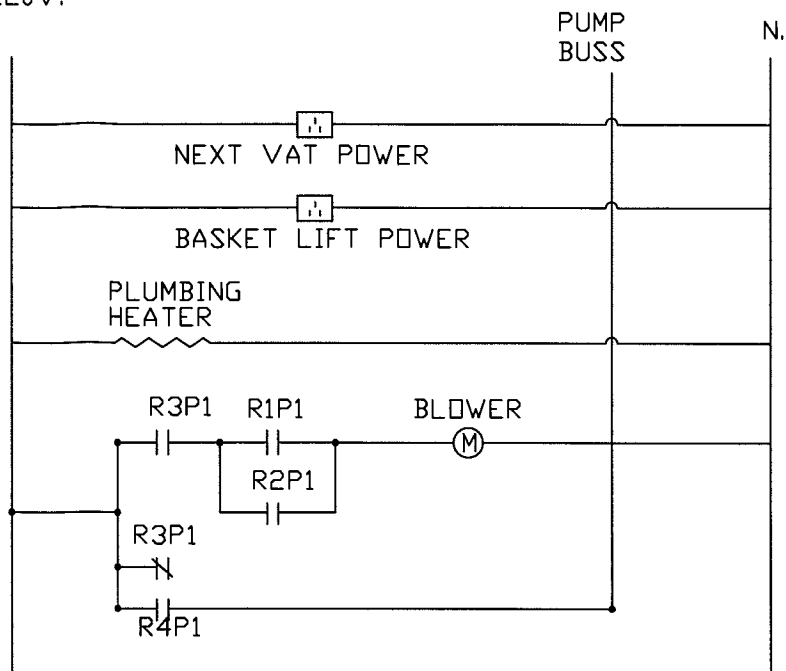 PUMP
BUSS
N.
NEXT VAT POWER
BASKET LIFT POWER
PLUMBING
HEATER
R3P1
R1P1
BLOWER
M
R2P1
R3P1
R4P1